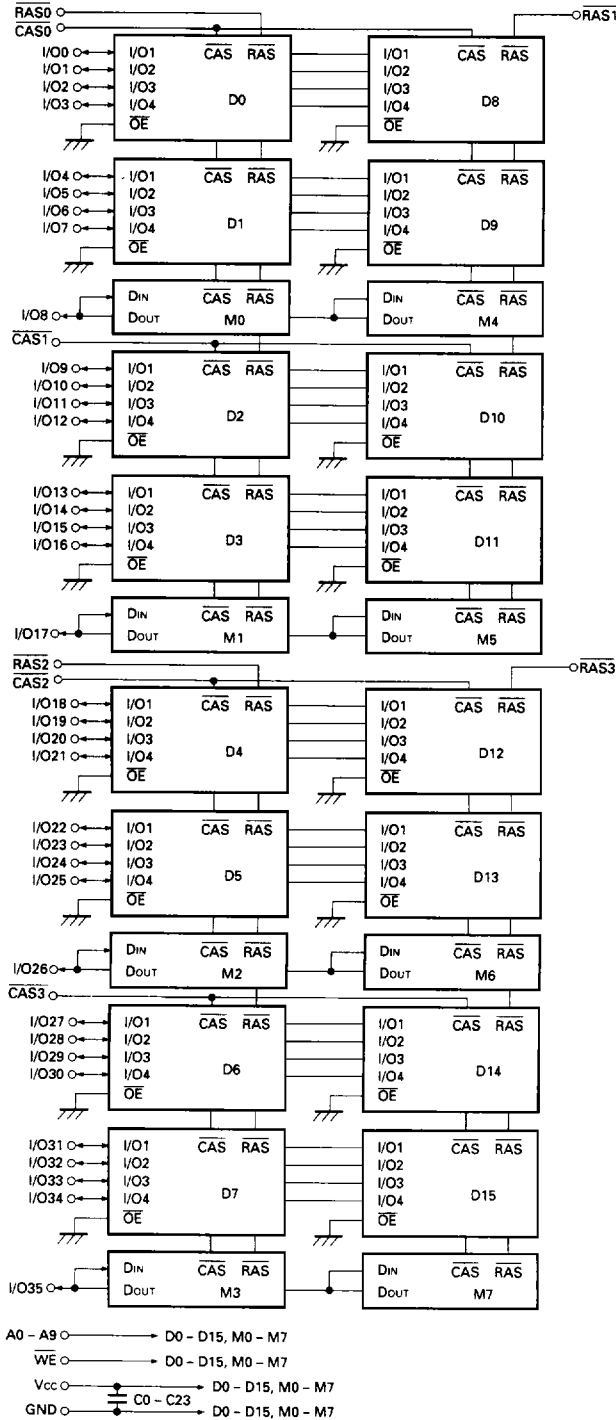 RAS0 RAS1
CAS0
I/O0 I/O1 CAS RAS I/O1 CAS RAS
I/O1 I/O2 I/O2
I/O2 I/O3 D0 I/O3 D8
I/O3 I/O4 I/O4
OE OE
I/O4 I/O1 CAS RAS I/O1 CAS RAS
I/O5 I/O2 I/O2
I/O6 I/O3 D1 I/O3 D9
I/O7 I/O4 I/O4
OE OE
DIN CAS RAS DIN CAS RAS
I/O8 DOUT M0 DOUT M4
CAS1
I/O9 I/O1 CAS RAS I/O1 CAS RAS
I/O10 I/O2 I/O2
I/O11 I/O3 D2 I/O3 D10
I/O12 I/O4 I/O4
OE OE
I/O13 I/O1 CAS RAS I/O1 CAS RAS
I/O14 I/O2 I/O2
I/O15 I/O3 D3 I/O3 D11
I/O16 I/O4 I/O4
OE OE
DIN CAS RAS DIN CAS RAS
I/O17 DOUT M1 DOUT M5
RAS2 RAS3
CAS2
I/O18 I/O1 CAS RAS I/O1 CAS RAS
I/O19 I/O2 I/O2
I/O20 I/O3 D4 I/O3 D12
I/O21 I/O4 I/O4
OE OE
I/O22 I/O1 CAS RAS I/O1 CAS RAS
I/O23 I/O2 I/O2
I/O24 I/O3 D5 I/O3 D13
I/O25 I/O4 I/O4
OE OE
DIN CAS RAS DIN CAS RAS
I/O26 DOUT M2 DOUT M6
CAS3
I/O27 I/O1 CAS RAS I/O1 CAS RAS
I/O28 I/O2 I/O2
I/O29 I/O3 D6 I/O3 D14
I/O30 I/O4 I/O4
OE OE
I/O31 I/O1 CAS RAS I/O1 CAS RAS
I/O32 I/O2 I/O2
I/O33 I/O3 D7 I/O3 D15
I/O34 I/O4 I/O4
OE OE
DIN CAS RAS DIN CAS RAS
I/O35 DOUT M3 DOUT M7
A0 – A9 D0 – D15, M0 – M7
WE D0 – D15, M0 – M7
Vcc D0 – D15, M0 – M7
C0 – C23
GND D0 – D15, M0 – M7